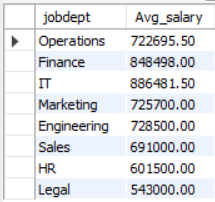 jobdept Avg_salary
Operations 722695.50
Finance 848498.00
IT 886481.50
Marketing 725700.00
Engineering 728500.00
Sales 691000.00
HR 601500.00
Legal 543000.00